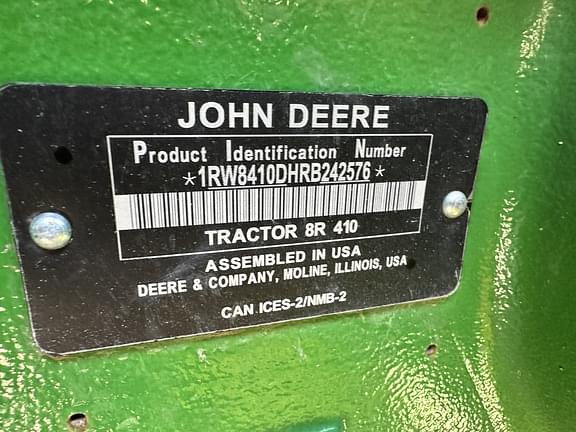 JOHN DEERE
Product Identification Number
*1RW8410DHRB242576*
TRACTOR 8R 410
ASSEMBLED IN USA
DEERE & COMPANY, MOLINE, ILLINOIS, USA
CAN ICES-2/NMB-2